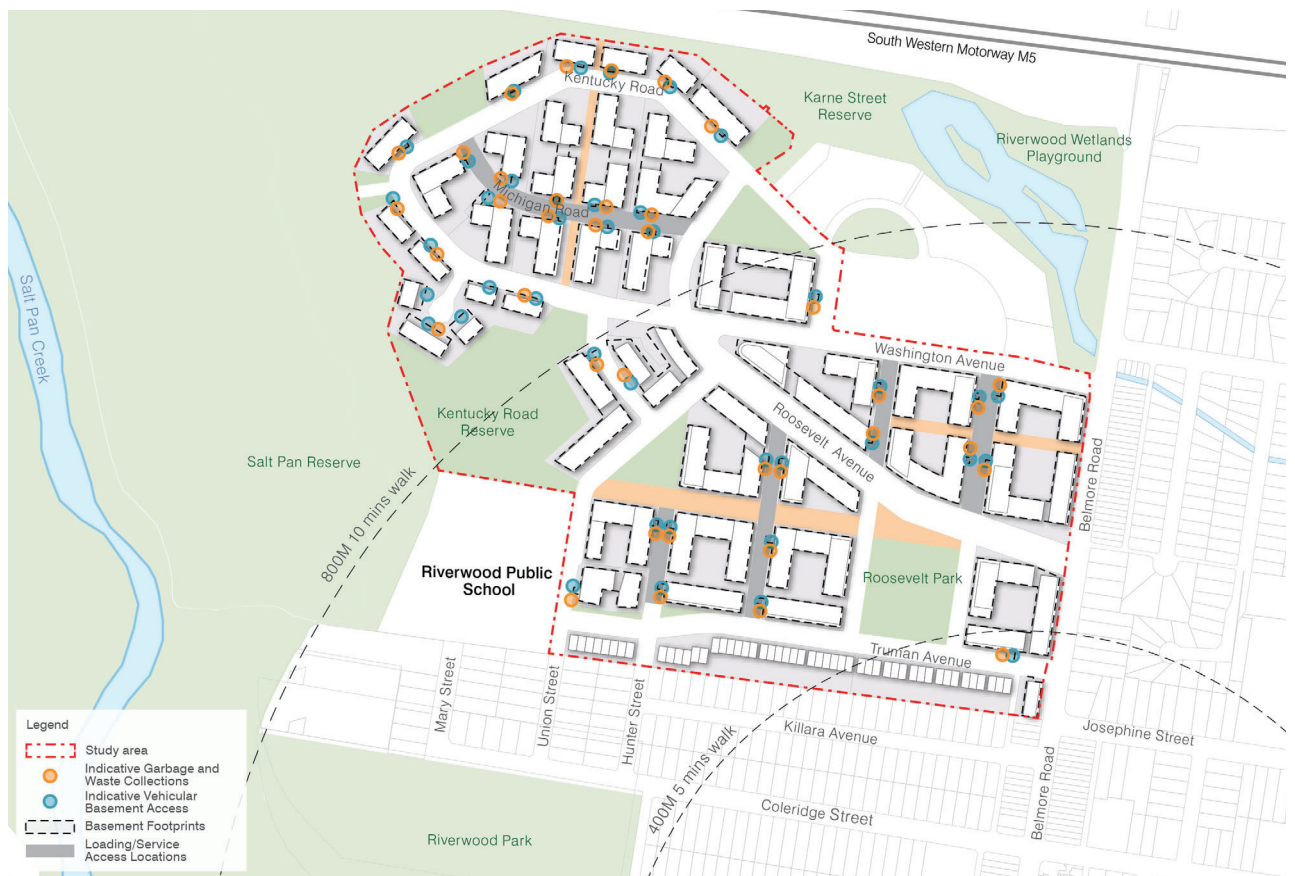 South Western Motorway M5
Kentucky Road
Karne Street
Reserve
Riverwood Wetlands
Playground
Michigan Road
Salt Pan Creek
Washington Avenue
Kentucky Road
Reserve
Roosevelt Avenue
Salt Pan Reserve
Belmore Road
800M 10 mins walk
Riverwood Public
School
Roosevelt Park
Truman Avenue
Mary Street
Union Street
Hunter Street
Killara Avenue
Josephine Street
400M 5 mins walk
Coleridge Street
Belmore Road
Riverwood Park
Legend
Study area
Indicative Garbage and
Waste Collections
Indicative Vehicular
Basement Access
Basement Footprints
Loading/Service
Access Locations